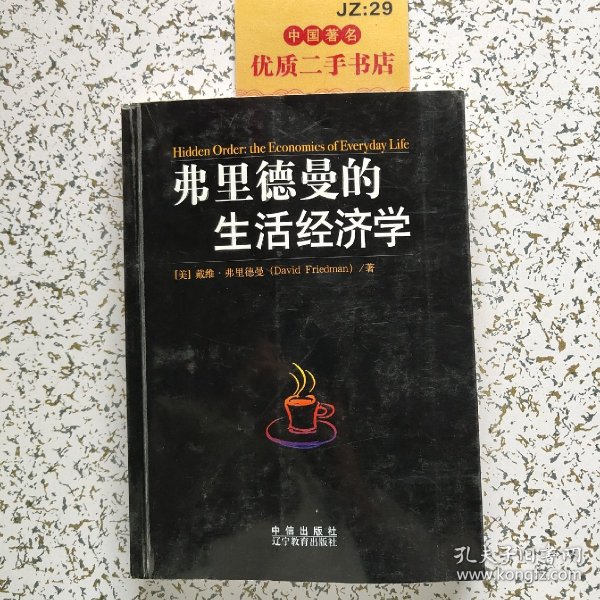 JZ:29
中国著名
优质二手书店
Hidden Order: the Economics of Everyday Life
弗里德曼的
生活经济学
[美] 戴维·弗里德曼 (David Friedman) / 著
中信出版社
辽宁教育出版社
孔夫子旧书网
www.kongfz.com